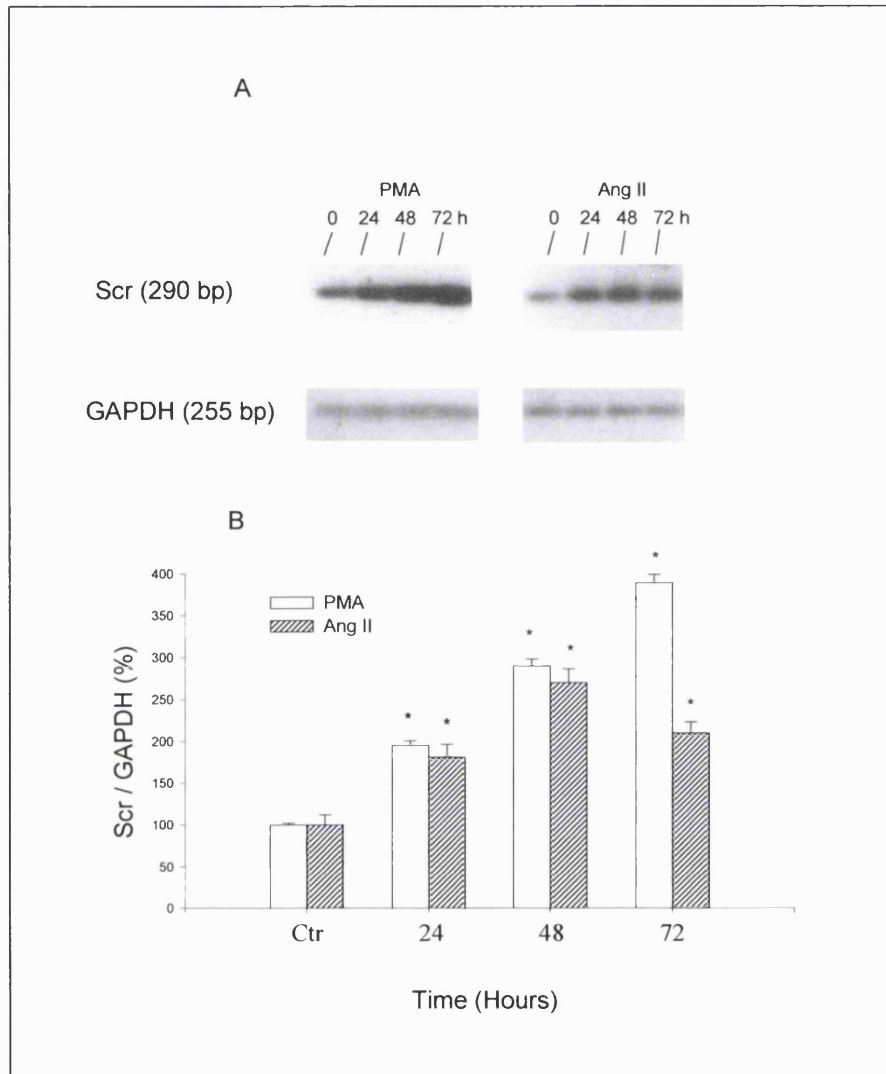 A
PMA Ang II
0 24 48 72 h 0 24 48 72 h
Scr (290 bp)
GAPDH (255 bp)
B
400
350
300
250
200
150
100
50
0
Scr / GAPDH (%)
PMA
Ang II
* *
* *
* *
Ctr 24 48 72
Time (Hours)